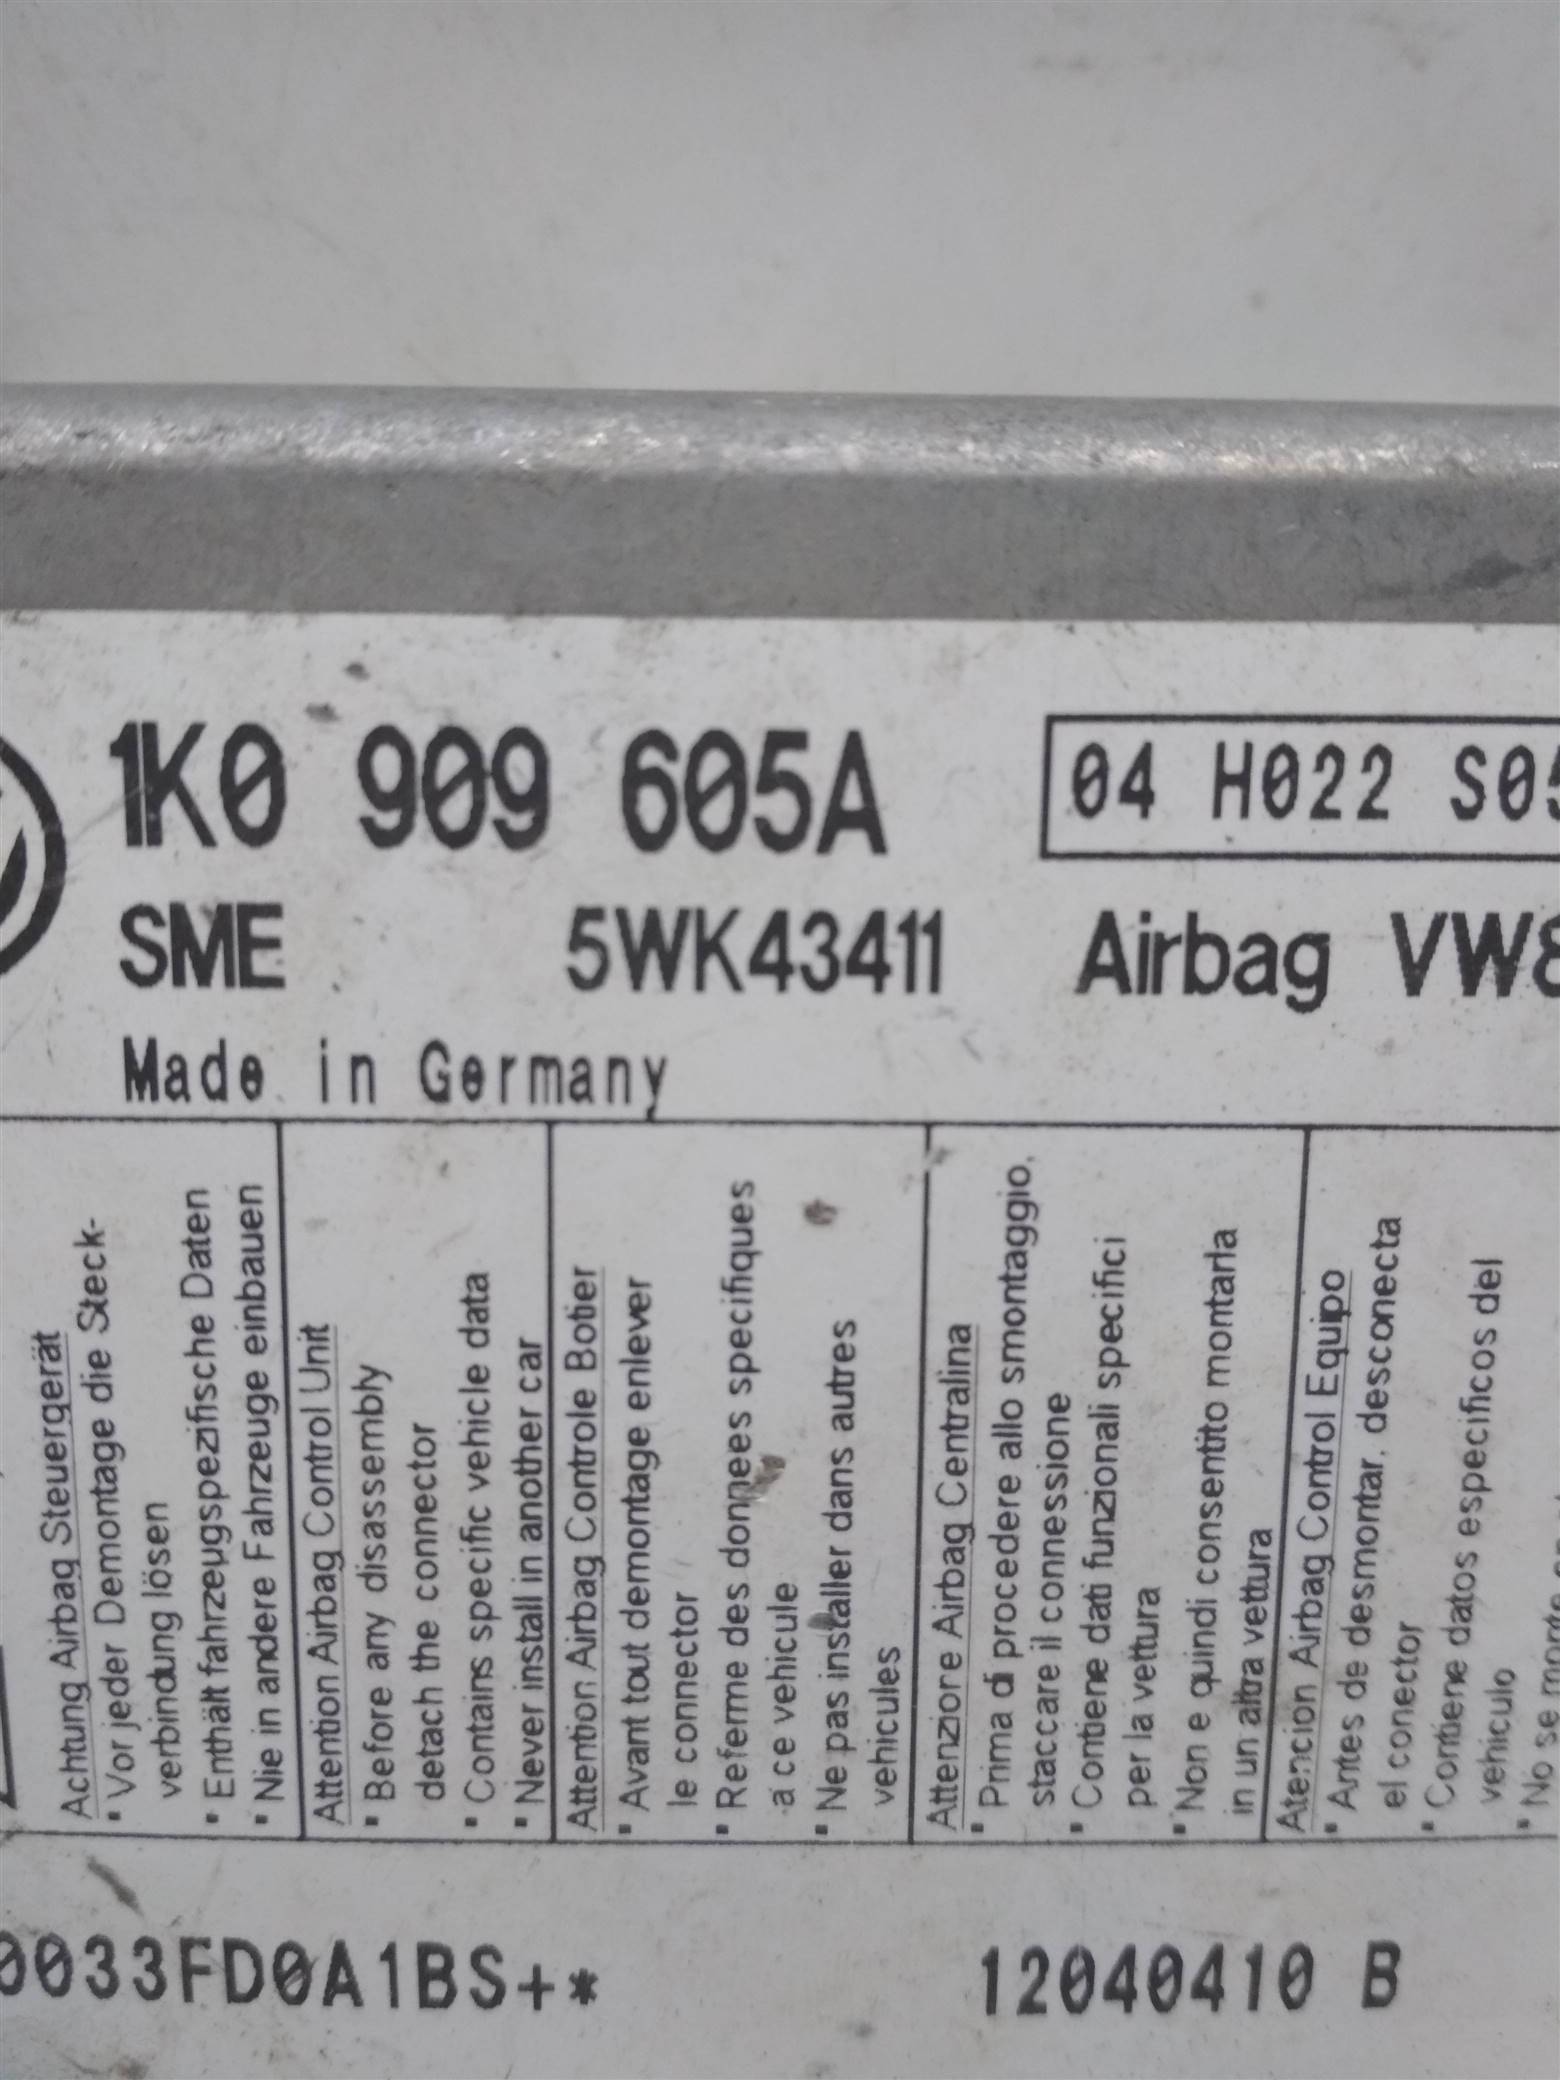 1K0 909 605A
04 H022 S05
SME 5WK43411 Airbag VW8
Made in Germany
Achtung Airbag Steuergerät
• Vor jeder Demontage die Steck-
verbindung lösen
• Enthält fahrzeugspezifische Daten
• Nie in andere Fahrzeuge einbauen
Attention Airbag Control Unit
• Before any disassembly
detach the connector
• Contains specific vehicle data
• Never install in another car
Attention Airbag Controle Botier
• Avant tout demontage enlever
le connector
• Referme des donnees specifiques
a ce vehicule
• Ne pas installer dans autres
vehicules
Attenzione Airbag Centralina
• Prima di procedere allo smontaggio,
staccare il connessione
• Contiene dati funzionali specifici
per la vettura
• Non e quindi consentito montarla
in un altra vettura
Atencion Airbag Control Equipo
• Antes de desmontar, desconecta
el conector
• Contiene datos especificos del
vehiculo
• No se monte
0033FD0A1BS+*
12040410 B